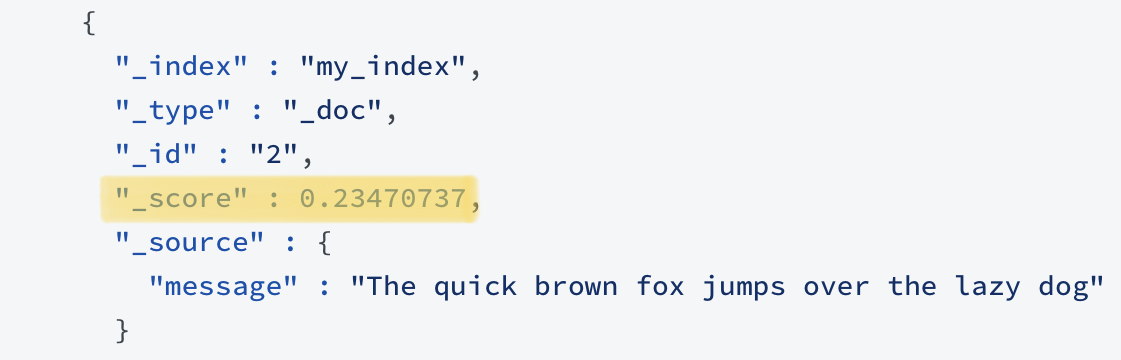 {
"_index" : "my_index",
"_type" : "_doc",
"_id" : "2",
"_score" : 0.23470737,
"_source" : {
"message" : "The quick brown fox jumps over the lazy dog"
}